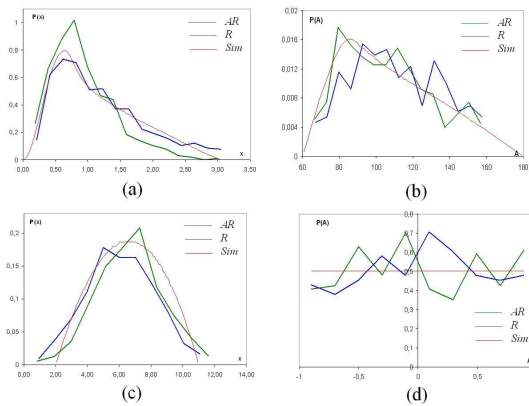 P(x)
AR
R
Sim
1
0,8
0,6
0,4
0,2
0
0,00 0,50 1,00 1,50 2,00 2,50 3,00 3,50
x
(a)
0,02
P(A)
AR
R
Sim
0,016
0,012
0,008
0,004
0
60 80 100 120 140 160 180
A
(b)
P(x)
AR
R
Sim
0,2
0,15
0,1
0,05
0
0,00 2,00 4,00 6,00 8,00 10,00 12,00 14,00
x
(c)
P(A)
0,8
0,7
0,6
0,5
0,4
0,3
0,2
0,1
0
AR
R
Sim
-1 -0,5 0 0,5
(d)